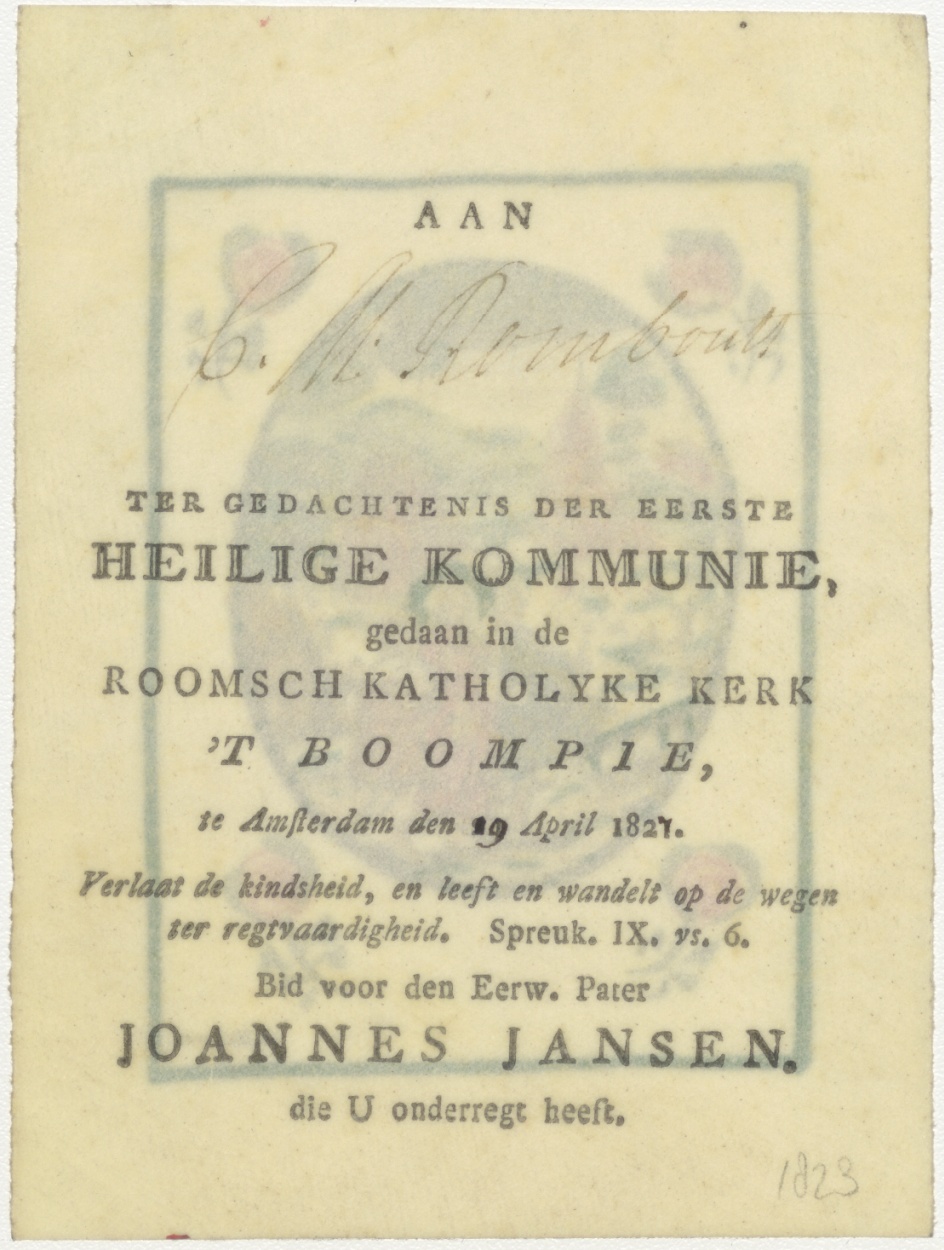 AAN
C. M. Rombouts
TER GEDACHTENIS DER EERSTE
HEILIGE KOMMUNIE,
gedaan in de
ROOMSCH KATHOLYKE KERK
'T BOOMPIE,
te Amſterdam den 19 April 1827.
Verlaat de kindsheid, en leeft en wandelt op de wegen
ter regtvaardigheid. Spreuk. IX. vs. 6.
Bid voor den Eerw. Pater
JOANNES JANSEN.
die U onderregt heeft.
1823